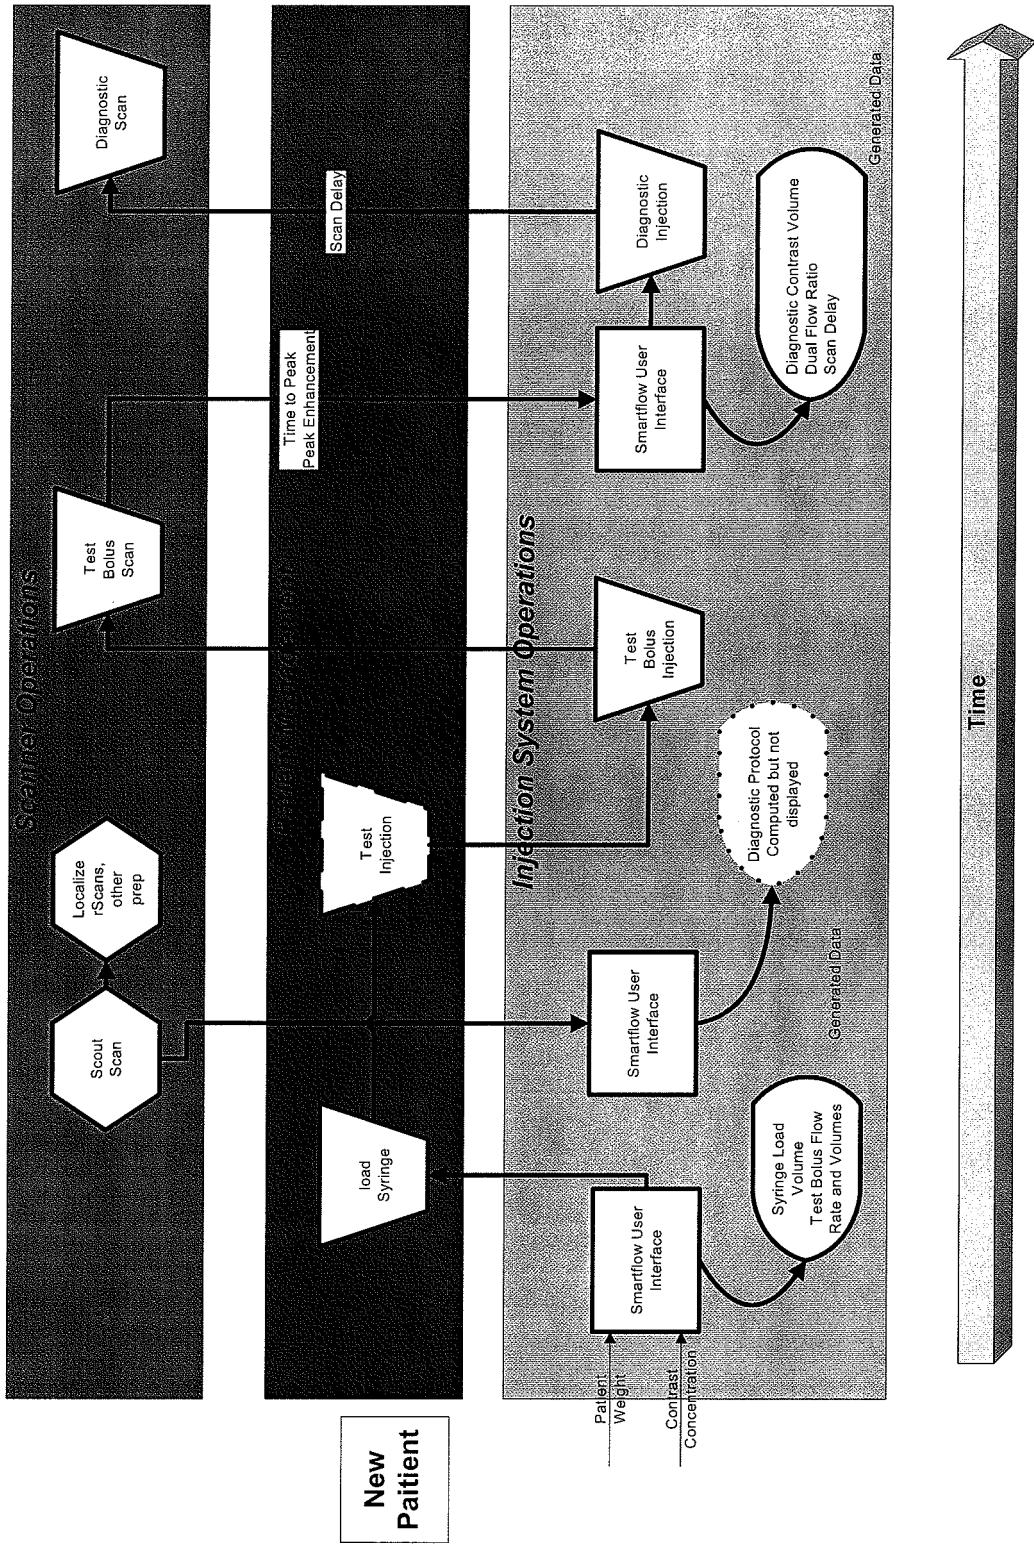 New
Paitient
Scanner Operations
Scout
Scan
Localize
rScans,
other
prep
Test
Bolus
Scan
Diagnostic
Scan
load
Syringe
Test
Injection
Time to Peak
Peak Enhancement
Scan Delay
Injection System Operations
Patient
Weight
Contrast
Concentration
Smartflow User
Interface
Smartflow User
Interface
Test
Bolus
Injection
Smartflow User
Interface
Diagnostic
Injection
Syringe Load
Volume
Test Bolus Flow
Rate and Volumes
Generated Data
Diagnostic Protocol
Computed but not
displayed
Diagnostic Contrast Volume
Dual Flow Ratio
Scan Delay
Generated Data
Time